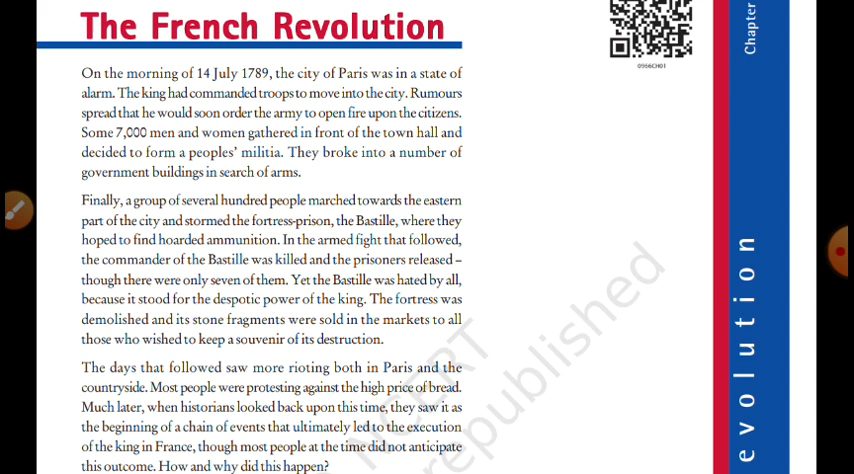 The French Revolution
On the morning of 14 July 1789, the city of Paris was in a state of
alarm. The king had commanded troops to move into the city. Rumours
spread that he would soon order the army to open fire upon the citizens.
Some 7,000 men and women gathered in front of the town hall and
decided to form a peoples' militia. They broke into a number of
government buildings in search of arms.
Finally, a group of several hundred people marched towards the eastern
part of the city and stormed the fortress-prison, the Bastille, where they
hoped to find hoarded ammunition. In the armed fight that followed,
the commander of the Bastille was killed and the prisoners released –
though there were only seven of them. Yet the Bastille was hated by all,
because it stood for the despotic power of the king. The fortress was
demolished and its stone fragments were sold in the markets to all
those who wished to keep a souvenir of its destruction.
The days that followed saw more rioting both in Paris and the
countryside. Most people were protesting against the high price of bread.
Much later, when historians looked back upon this time, they saw it as
the beginning of a chain of events that ultimately led to the execution
of the king in France, though most people at the time did not anticipate
this outcome. How and why did this happen?
0966CH01
Chapter
evolution
NCERT
republished